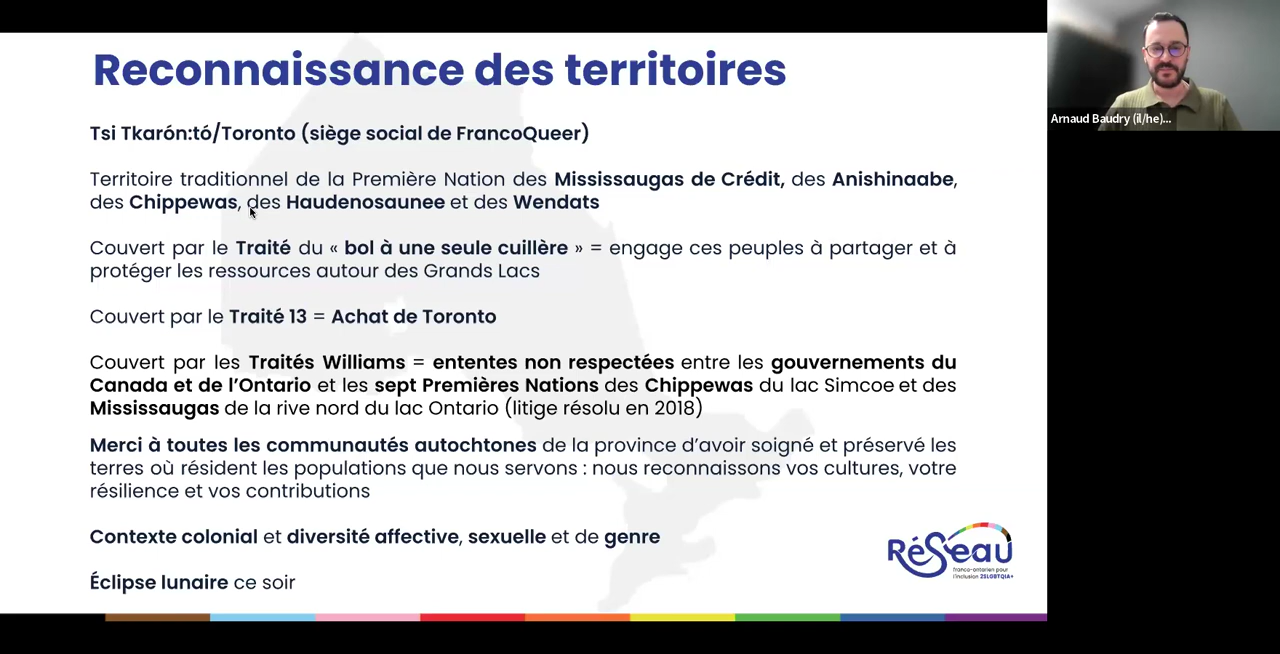 Reconnaissance des territoires
Tsi Tkarón:tó/Toronto (siège social de FrancoQueer)
Territoire traditionnel de la Première Nation des Mississaugas de Crédit, des Anishinaabe,
des Chippewas, des Haudenosaunee et des Wendats
Couvert par le Traité du « bol à une seule cuillère » = engage ces peuples à partager et à
protéger les ressources autour des Grands Lacs
Couvert par le Traité 13 = Achat de Toronto
Couvert par les Traités Williams = ententes non respectées entre les gouvernements du
Canada et de l’Ontario et les sept Premières Nations des Chippewas du lac Simcoe et des
Mississaugas de la rive nord du lac Ontario (litige résolu en 2018)
Merci à toutes les communautés autochtones de la province d’avoir soigné et préservé les
terres où résident les populations que nous servons : nous reconnaissons vos cultures, votre
résilience et vos contributions
Contexte colonial et diversité affective, sexuelle et de genre
Éclipse lunaire ce soir
RéSeau
franco-ontarien pour
l'inclusion 2SLGBTQIA+
Arnaud Baudry (il/he)...